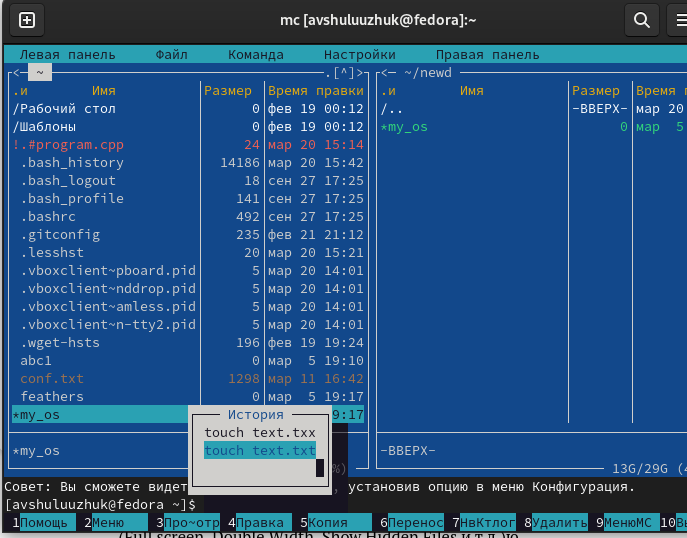 mc [avshuluuzhuk@fedora]:~
Левая панель Файл Команда Настройки Правая панель
<— ~ .[^]> <— ~/newd
.и Имя Размер Время правки .и Имя Размер Время п
/Рабочий стол 0 фев 19 00:12 /.. -ВВЕРХ- мар 20
/Шаблоны 0 фев 19 00:12 *my_os 0 мар 5
!.#program.cpp 24 мар 20 15:14
.bash_history 14186 мар 20 15:42
.bash_logout 18 сен 27 17:25
.bash_profile 141 сен 27 17:25
.bashrc 492 сен 27 17:25
.gitconfig 235 фев 21 21:12
.lesshst 20 мар 20 15:21
.vboxclient~pboard.pid 5 мар 20 14:01
.vboxclient~nddrop.pid 5 мар 20 14:01
.vboxclient~amless.pid 5 мар 20 14:01
.vboxclient~n-tty2.pid 5 мар 20 14:01
.wget-hsts 196 фев 19 19:24
abc1 0 мар 5 19:10
conf.txt 1298 мар 11 16:42
feathers 0 мар 5 19:17
*my_os 9:17
История
touch text.txx
touch text.txt
*my_os -ВВЕРХ-
%) 13G/29G (4
Совет: Вы сможете видет , установив опцию в меню Конфигурация.
[avshuluuzhuk@fedora ~]$
1Помощь 2Меню 3Про~отр 4Правка 5Копия 6Перенос 7НвКтлог 8Удалить 9МенюMC 10Вы
(Full screen, Double Width, Show Hidden Files и т.д.)ю